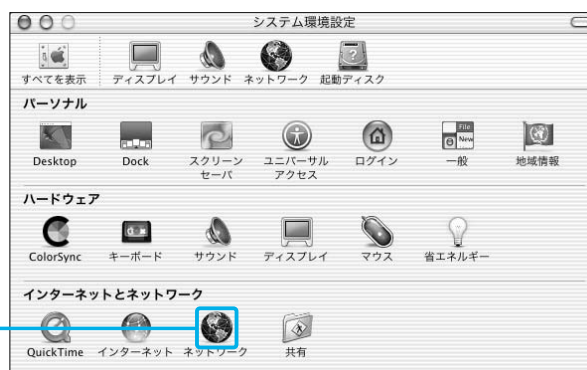 システム環境設定
すべてを表示 ディスプレイ サウンド ネットワーク 起動ディスク
パーソナル
File
New
Desktop Dock スクリーン ユニバーサル ログイン 一般 地域情報
セーバ アクセス
ハードウェア
ColorSync キーボード サウンド ディスプレイ マウス 省エネルギー
インターネットとネットワーク
QuickTime インターネット ネットワーク 共有